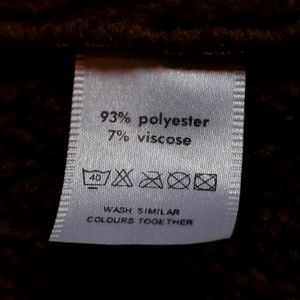 93% polyester
7% viscose
40
WASH SIMILAR
COLOURS TOGETHER